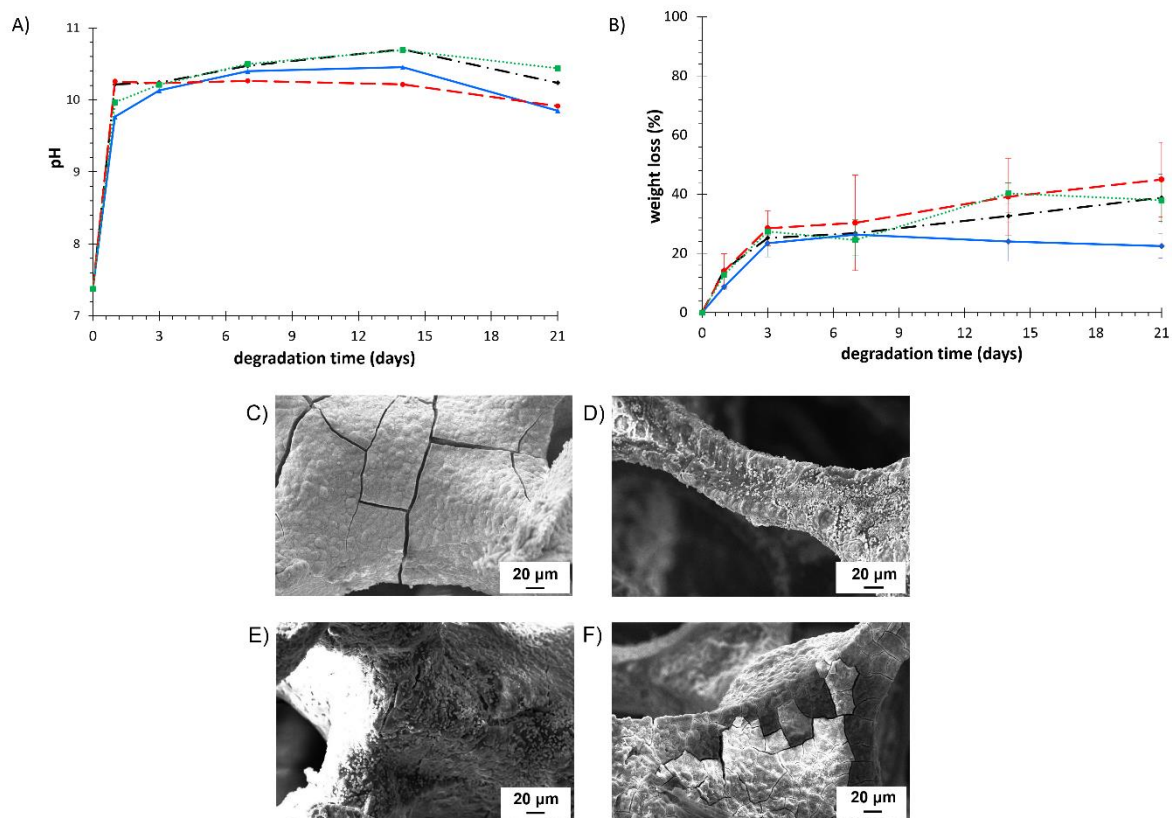 A)
pH
11
10
9
8
7
0 3 6 9 12 15 18 21
degradation time (days)
B)
weight loss (%)
100
80
60
40
20
0
0 3 6 9 12 15 18 21
degradation time (days)
C)
20 µm
D)
20 µm
E)
20 µm
F)
20 µm